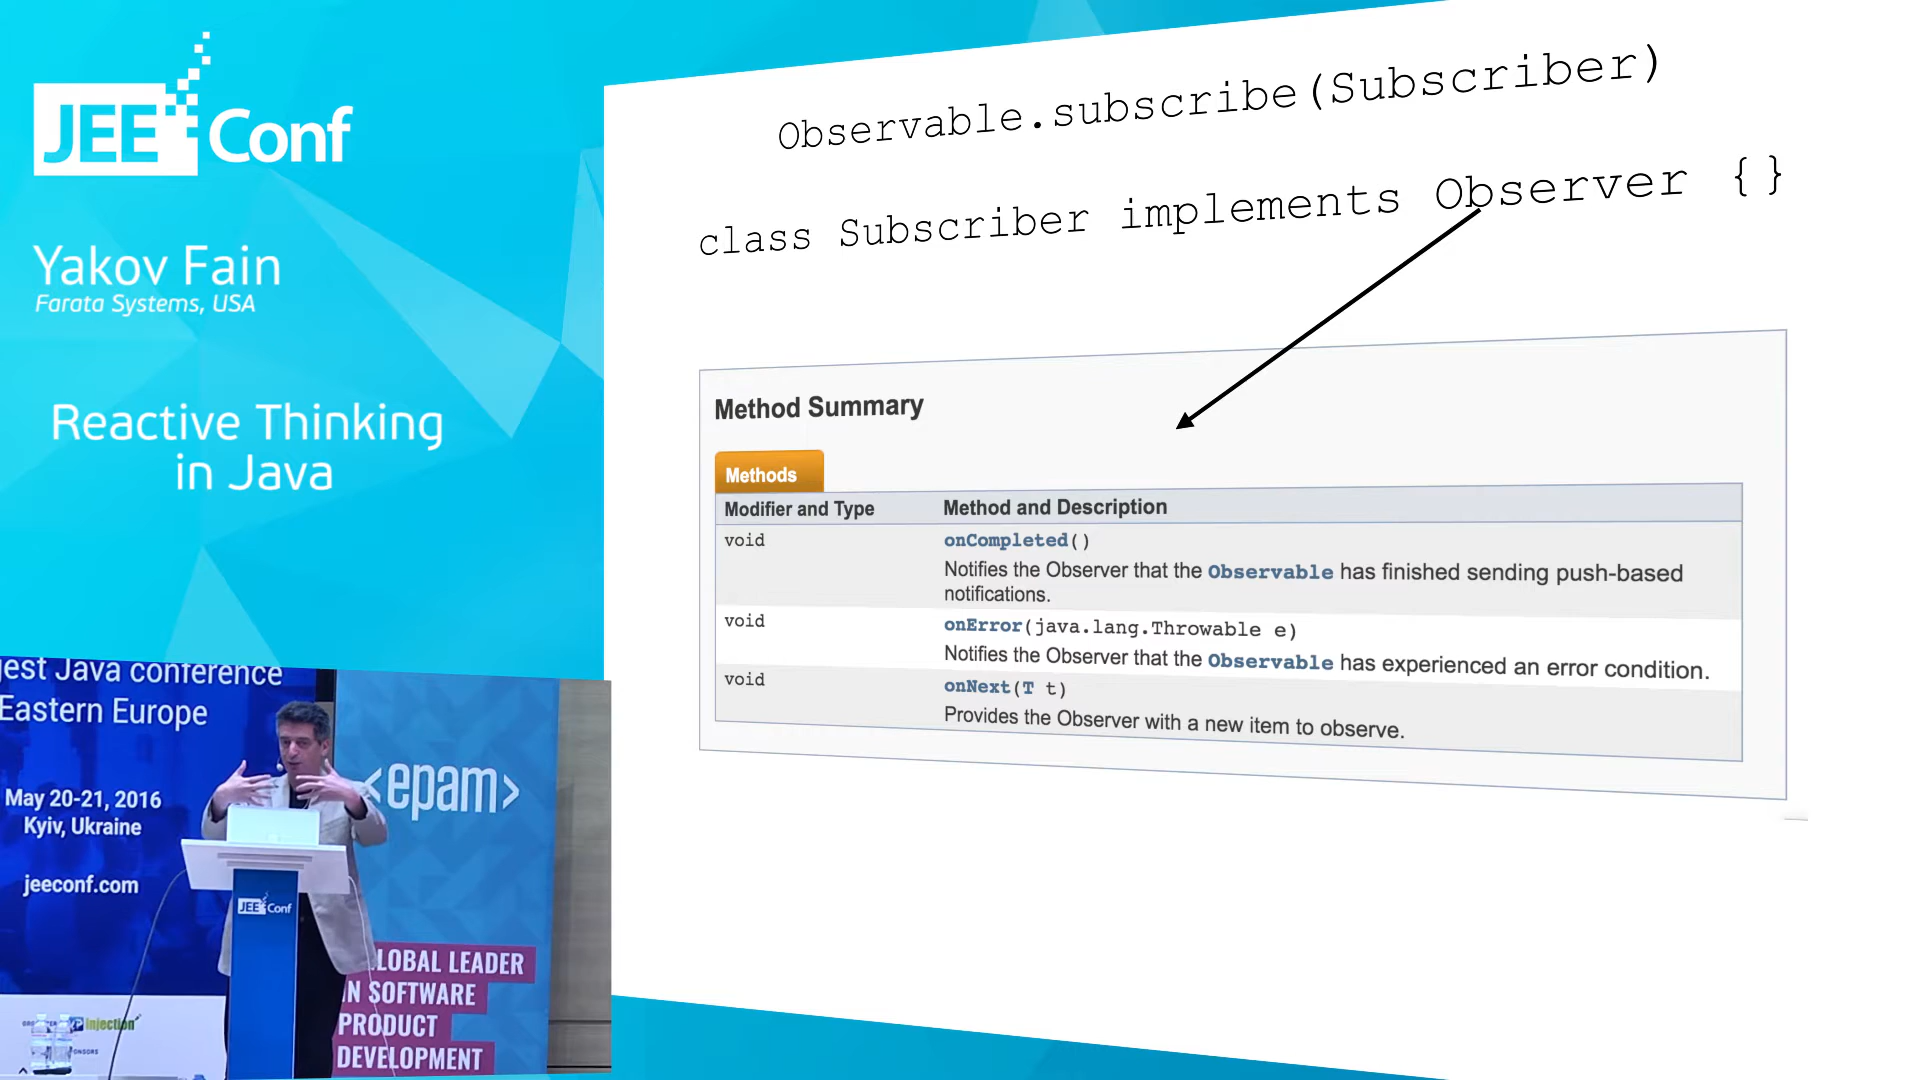 JEE Conf
Yakov Fain
Farata Systems, USA
Reactive Thinking
in Java
Observable.subscribe(Subscriber)
class Subscriber implements Observer {}
Method Summary
Methods
Modifier and Type Method and Description
void onCompleted()
Notifies the Observer that the Observable has finished sending push-based
notifications.
void onError(java.lang.Throwable e)
Notifies the Observer that the Observable has experienced an error condition.
void onNext(T t)
Provides the Observer with a new item to observe.
gest Java conference
Eastern Europe
May 20-21, 2016
Kyiv, Ukraine
jeeconf.com
<epam>
JEE Conf
LOBAL LEADER
IN SOFTWARE
PRODUCT
DEVELOPMENT
Injection